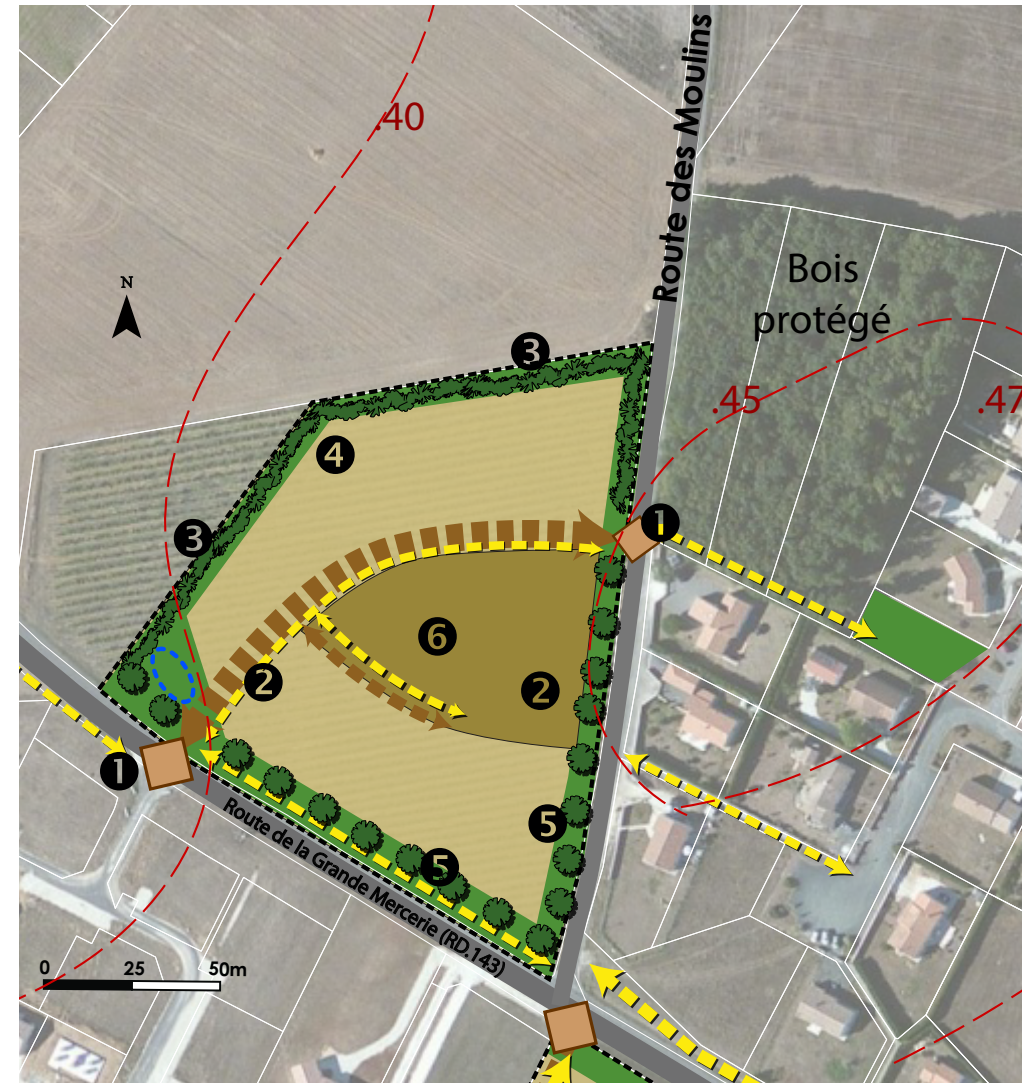 Route des Moulins
.40
Bois
protégé
N
3
.45
.47
4
1
3
6
2
2
1
5
5
Route de la Grande Mercerie (RD.143)
0 25 50m